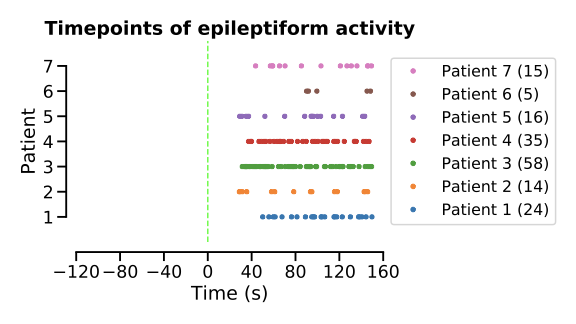 Timepoints of epileptiform activity
Patient
7
6
5
4
3
2
1
Patient 7 (15)
Patient 6 (5)
Patient 5 (16)
Patient 4 (35)
Patient 3 (58)
Patient 2 (14)
Patient 1 (24)
−120 −80 −40 0 40 80 120 160
Time (s)